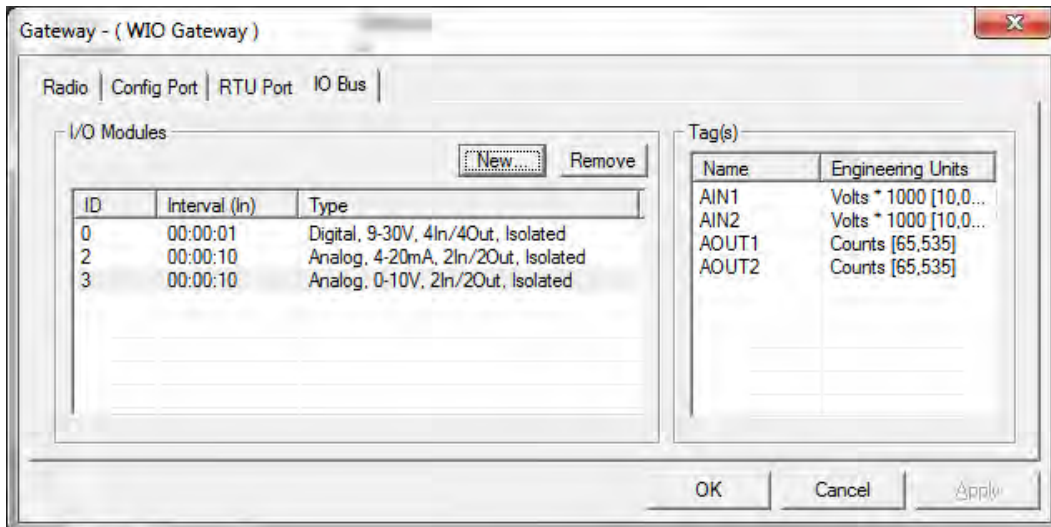 Gateway - ( WIO Gateway )
Radio Config Port RTU Port IO Bus
I/O Modules
New... Remove
ID Interval (In) Type
0 00:00:01 Digital, 9-30V, 4In/4Out, Isolated
2 00:00:10 Analog, 4-20mA, 2In/2Out, Isolated
3 00:00:10 Analog, 0-10V, 2In/2Out, Isolated
Tag(s)
Name Engineering Units
AIN1 Volts * 1000 [10,0...
AIN2 Volts * 1000 [10,0...
AOUT1 Counts [65,535]
AOUT2 Counts [65,535]
OK Cancel Apply